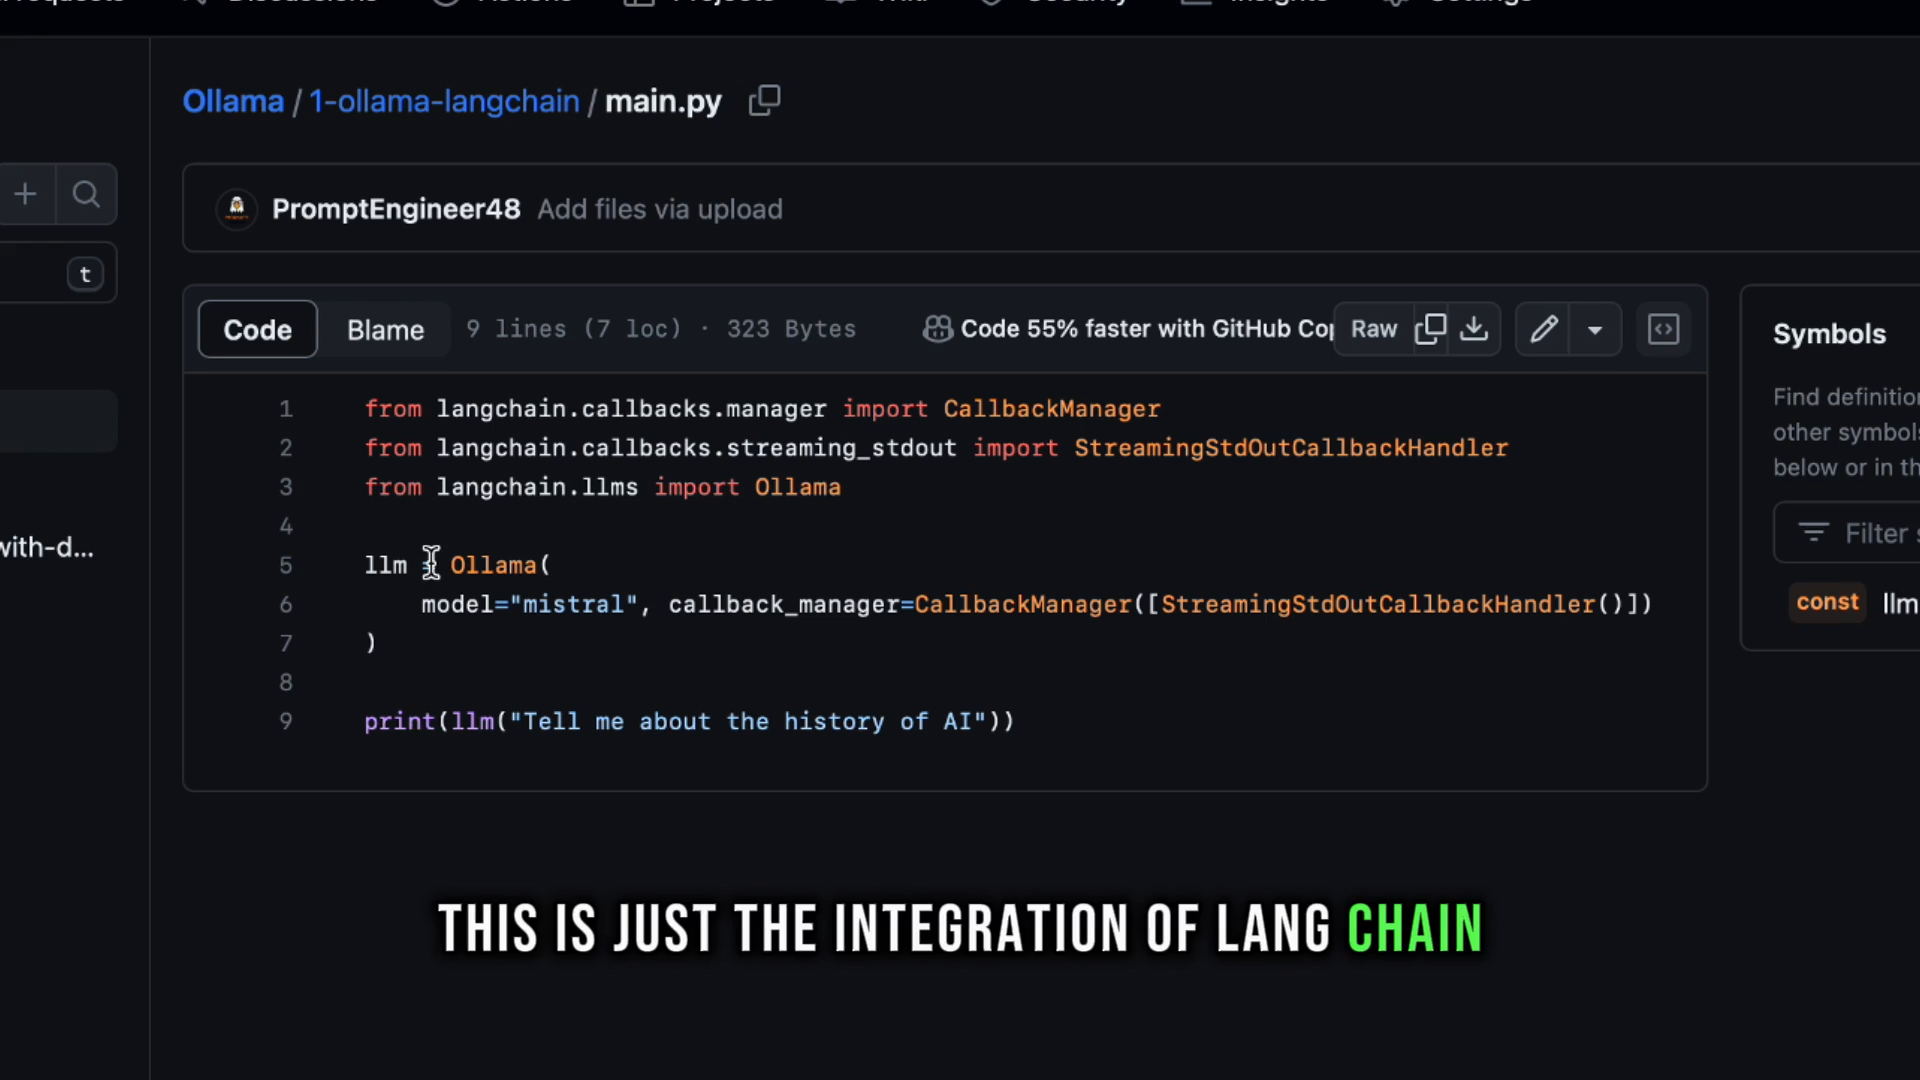 Ollama / 1-ollama-langchain / main.py
PromptEngineer48 Add files via upload
t
Code Blame 9 lines (7 loc) · 323 Bytes Code 55% faster with GitHub Raw
Symbols
1 from langchain.callbacks.manager import CallbackManager
2 from langchain.callbacks.streaming_stdout import StreamingStdOutCallbackHandler
3 from langchain.llms import Ollama
4
5 llm = Ollama(
6 model="mistral", callback_manager=CallbackManager([StreamingStdOutCallbackHandler()])
7 )
8
9 print(llm("Tell me about the history of AI"))
Find
other symbols
below or in
Filter
const llm
with-d...
THIS IS JUST THE INTEGRATION OF LANG CHAIN